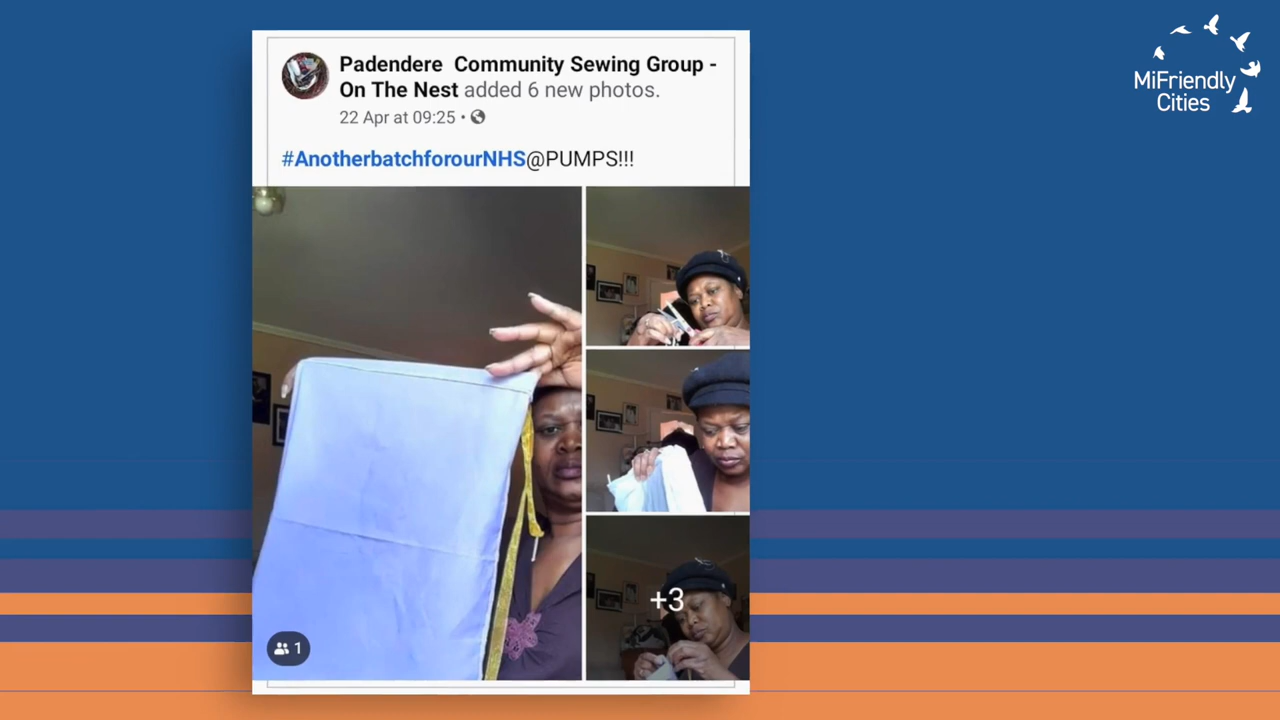 Padendere Community Sewing Group -
On The Nest added 6 new photos.
22 Apr at 09:25 •
#AnotherbatchforourNHS@PUMPS!!!
+3
1
MiFriendly
Cities